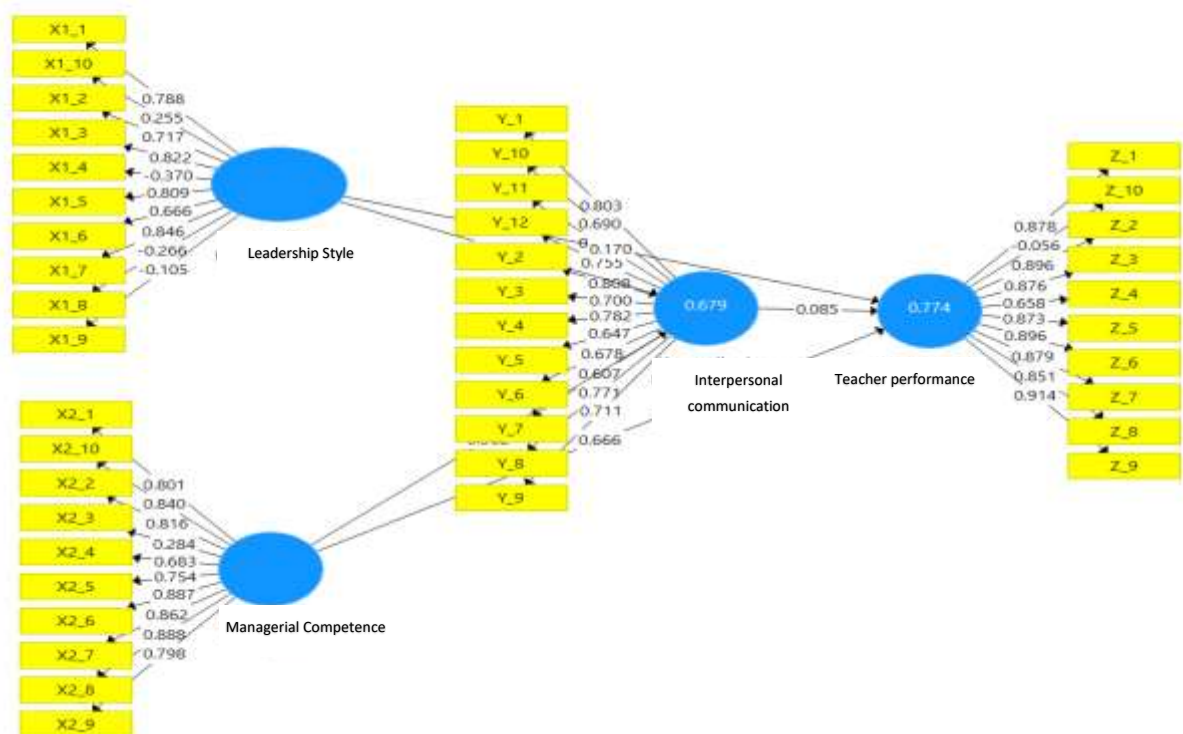 X1_1
X1_10
X1_2
X1_3
X1_4
X1_5
X1_6
X1_7
X1_8
X1_9
0.788
0.255
0.717
0.822
-0.370
0.809
0.666
0.846
-0.266
-0.105
Leadership Style
X2_1
X2_10
X2_2
X2_3
X2_4
X2_5
X2_6
X2_7
X2_8
X2_9
0.801
0.840
0.816
0.284
0.683
0.754
0.887
0.862
0.888
0.798
Managerial Competence
Y_1
Y_10
Y_11
Y_12
Y_2
Y_3
Y_4
Y_5
Y_6
Y_7
Y_8
Y_9
0.803
0.690
0.170
0.755
0.808
0.700
0.782
0.647
0.678
0.607
0.771
0.711
0.666
0.679
Interpersonal
communication
0.085
0.774
Teacher performance
0.878
0.056
0.896
0.876
0.658
0.873
0.896
0.879
0.851
0.914
Z_1
Z_10
Z_2
Z_3
Z_4
Z_5
Z_6
Z_7
Z_8
Z_9